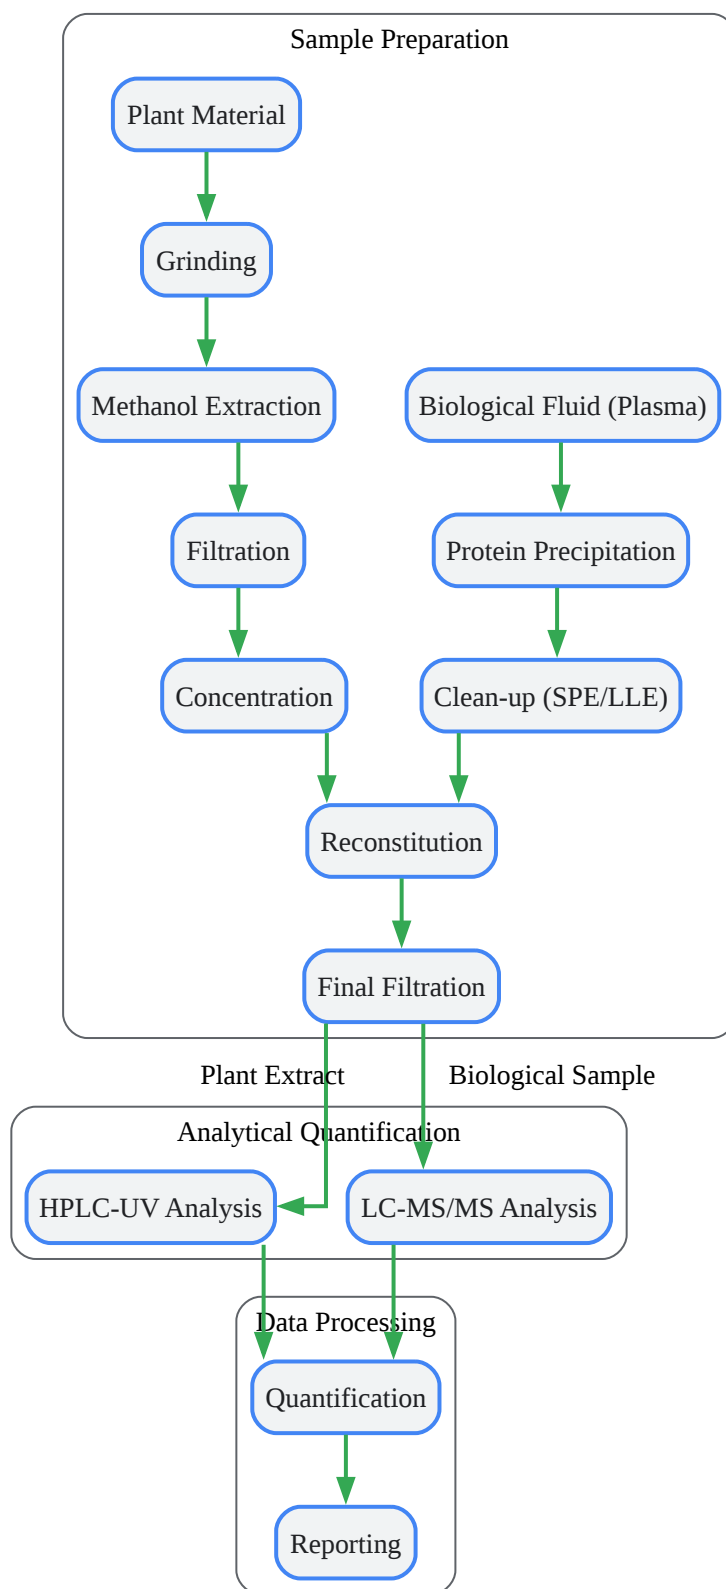 Sample Preparation
Plant Material
Grinding
Methanol Extraction
Biological Fluid (Plasma)
Filtration
Protein Precipitation
Concentration
Clean-up (SPE/LLE)
Reconstitution
Final Filtration
Plant Extract
Biological Sample
Analytical Quantification
HPLC-UV Analysis
LC-MS/MS Analysis
Data Processing
Quantification
Reporting